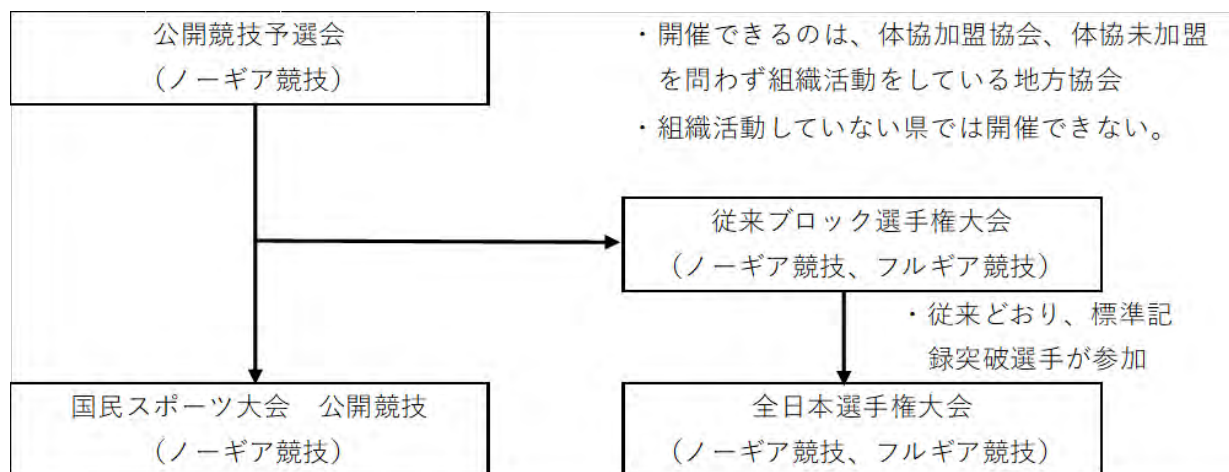 公開競技予選会
（ノーギア競技）
・開催できるのは、体協加盟協会、体協未加盟
を問わず組織活動をしている地方協会
・組織活動していない県では開催できない。
従来ブロック選手権大会
（ノーギア競技、フルギア競技）
・従来どおり、標準記
録突破選手が参加
国民スポーツ大会　公開競技
（ノーギア競技）
全日本選手権大会
（ノーギア競技、フルギア競技）